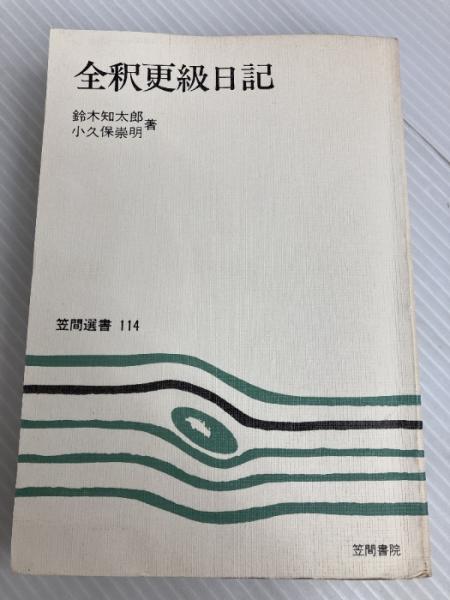 全釈更級日記
鈴木知太郎
小久保崇明
著
笠間選書 114
笠間書院